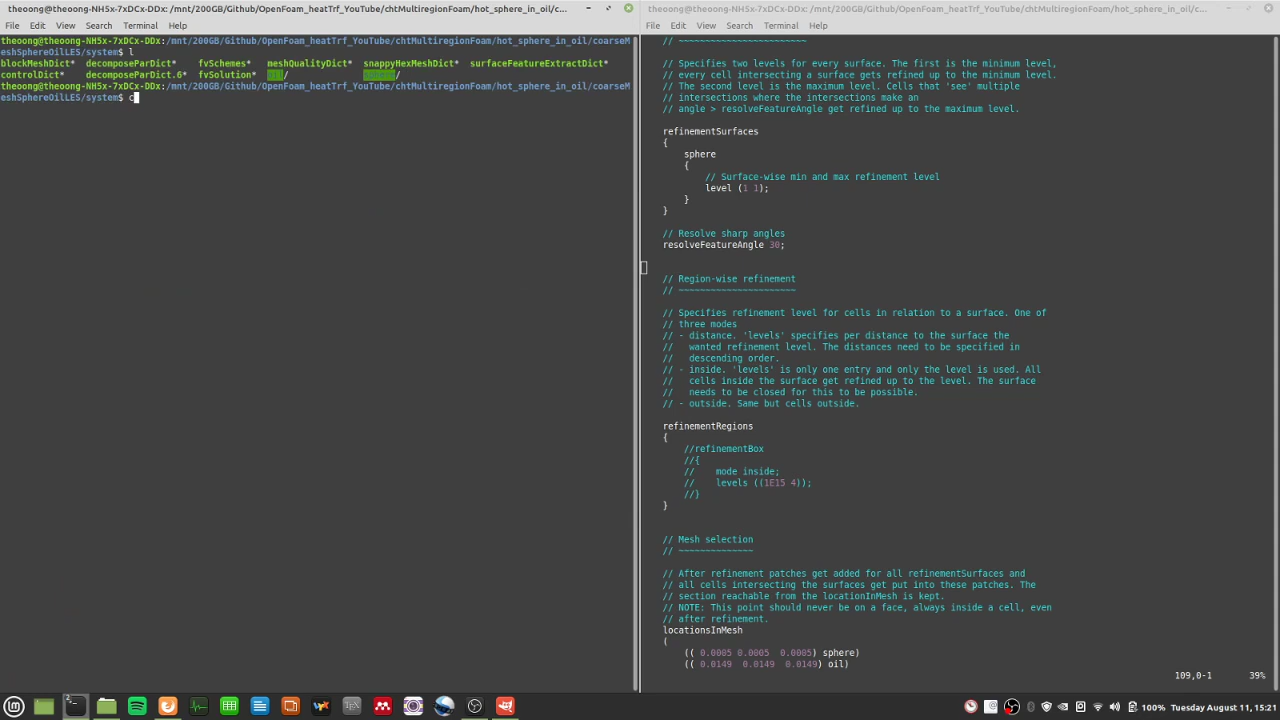 theoong@theoong-NH5x-7xDCx-DDx: /mnt/200GB/Github/OpenFoam_heatTrf_YouTube/chtMultiregionFoam/hot_sphere_in_oil/c...
File Edit View Search Terminal Help
theoong@theoong-NH5x-7xDCx-DDx:/mnt/200GB/Github/OpenFoam_heatTrf_YouTube/chtMultiregionFoam/hot_sphere_in_oil/coarseM
eshSphereOilLES/system$ l
blockMeshDict* decomposeParDict* fvSchemes* meshQualityDict* snappyHexMeshDict* surfaceFeatureExtractDict*
controlDict* decomposeParDict.6* fvSolution* oil/ sphere/
theoong@theoong-NH5x-7xDCx-DDx:/mnt/200GB/Github/OpenFoam_heatTrf_YouTube/chtMultiregionFoam/hot_sphere_in_oil/coarseM
eshSphereOilLES/system$ c
theoong@theoong-NH5x-7xDCx-DDx: /mnt/200GB/Github/OpenFoam_heatTrf_YouTube/chtMultiregionFoam/hot_sphere_in_oil/c...
File Edit View Search Terminal Help
// ~~~~~~~~~~~~~~~~~~~~~~~~
// Specifies two levels for every surface. The first is the minimum level,
// every cell intersecting a surface gets refined up to the minimum level.
// The second level is the maximum level. Cells that 'see' multiple
// intersections where the intersections make an
// angle > resolveFeatureAngle get refined up to the maximum level.
refinementSurfaces
{
sphere
{
// Surface-wise min and max refinement level
level (1 1);
}
}
// Resolve sharp angles
resolveFeatureAngle 30;
// Region-wise refinement
// ~~~~~~~~~~~~~~~~~~~~~~
// Specifies refinement level for cells in relation to a surface. One of
// three modes
// - distance. 'levels' specifies per distance to the surface the
// wanted refinement level. The distances need to be specified in
// descending order.
// - inside. 'levels' is only one entry and only the level is used. All
// cells inside the surface get refined up to the level. The surface
// needs to be closed for this to be possible.
// - outside. Same but cells outside.
refinementRegions
{
//refinementBox
//{
// mode inside;
// levels ((1E15 4));
//}
}
// Mesh selection
// ~~~~~~~~~~~~~~
// After refinement patches get added for all refinementSurfaces and
// all cells intersecting the surfaces get put into these patches. The
// section reachable from the locationInMesh is kept.
// NOTE: This point should never be on a face, always inside a cell, even
// after refinement.
locationsInMesh
(
(( 0.0005 0.0005 0.0005) sphere)
(( 0.0149 0.0149 0.0149) oil)
109,0-1 39%
100% Tuesday August 11, 15:21